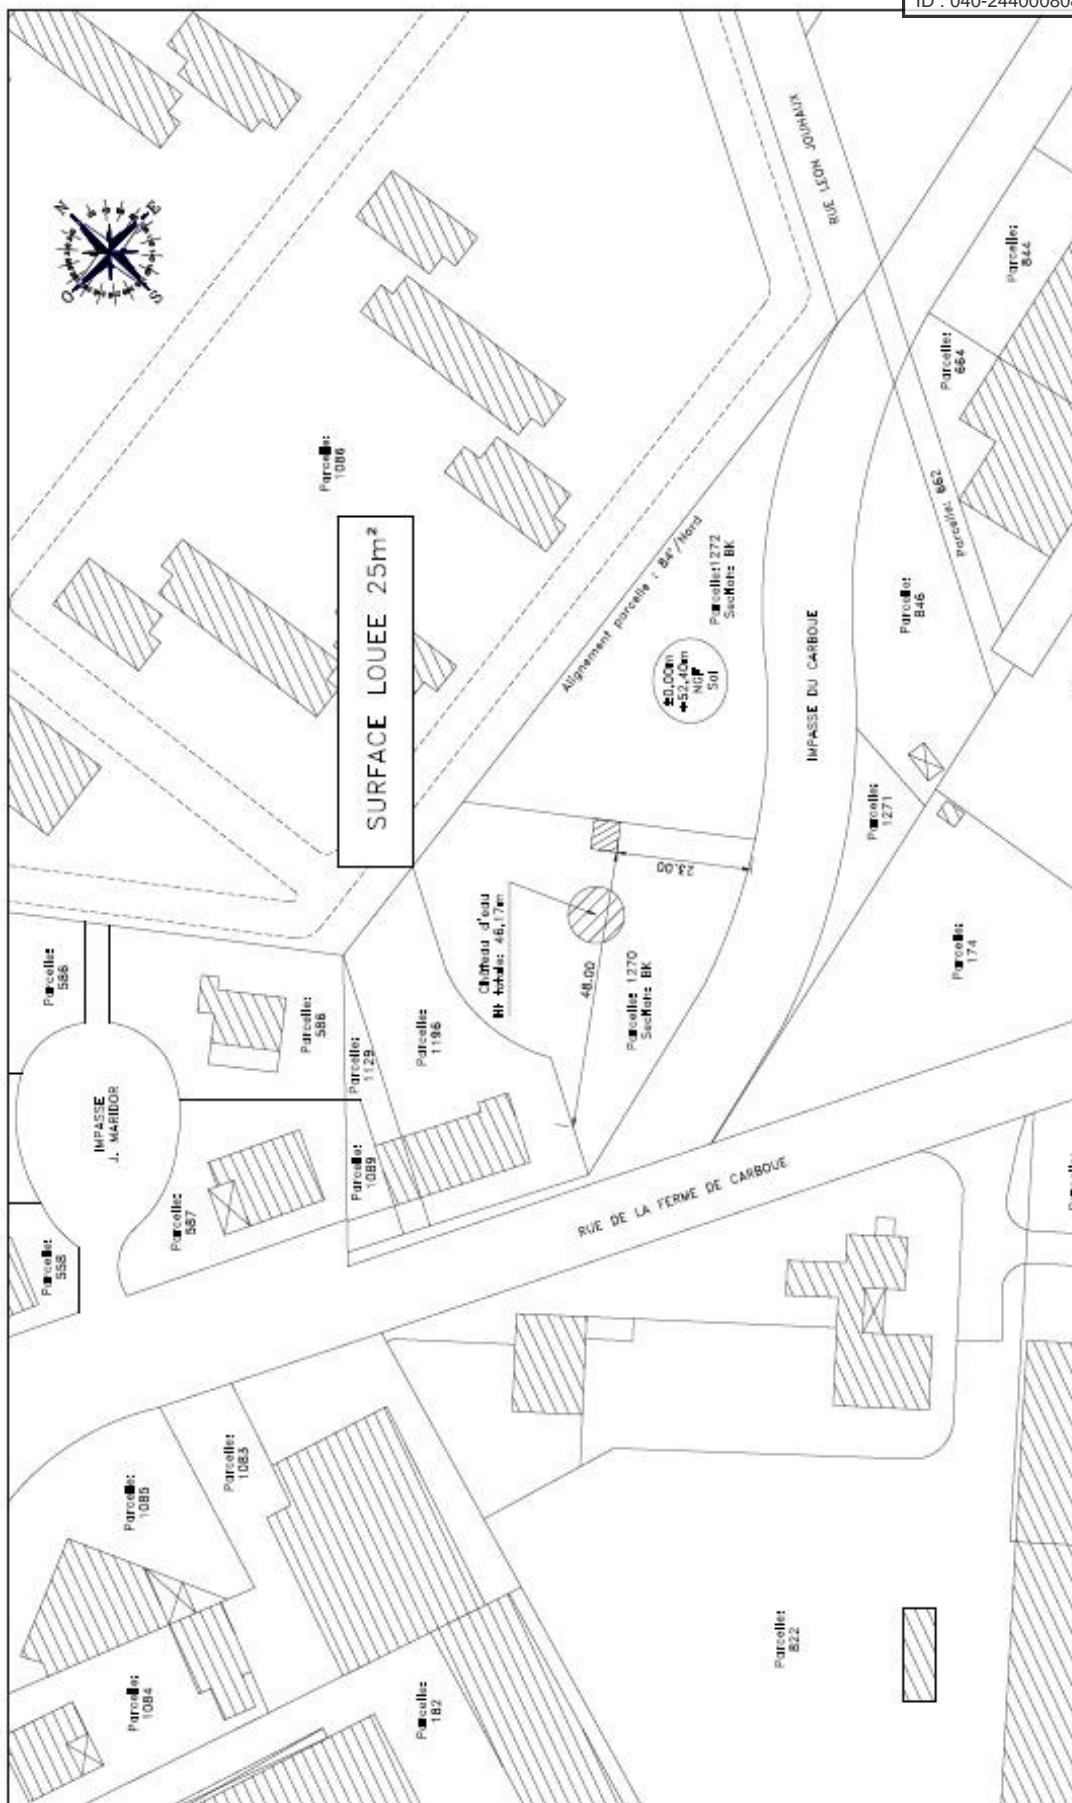 ID : 040-24400080
N
E
S
O
RUE LEON JOUHAUX
Parcelle:
844
Parcelle:
664
Parcelle: 662
Parcelle:
1086
SURFACE LOUEE 25m²
Alignement parcelle : 84°/Nord
Parcelle:1272
Section: BK
±0,00m
+52,40m
NGF
Sol
Parcelle:
846
IMPASSE DU CARBOUE
Parcelle:
1271
23.00
Château d'eau
Ht totale: 46,17m
48.00
Parcelle: 1270
Section: BK
Parcelle:
174
Parcelle:
586
Parcelle:
586
Parcelle:
1129
Parcelle:
1196
IMPASSE
J. MARIDOR
Parcelle:
1089
Parcelle:
587
Parcelle:
558
RUE DE LA FERME DE CARBOUE
Parcelle:
1083
Parcelle:
1085
Parcelle:
1084
Parcelle:
182
Parcelle:
822